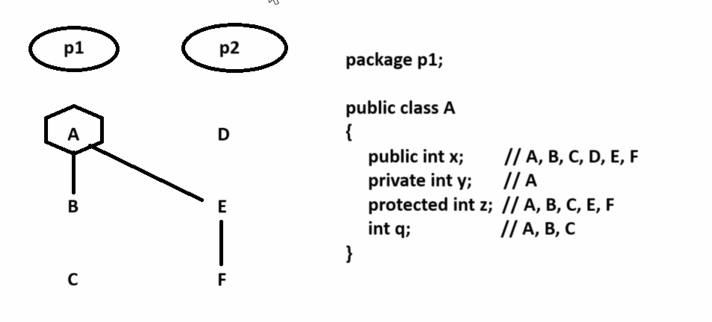 p1 p2
A D
B E
C F
package p1;
public class A
{
public int x; // A, B, C, D, E, F
private int y; // A
protected int z; // A, B, C, E, F
int q; // A, B, C
}